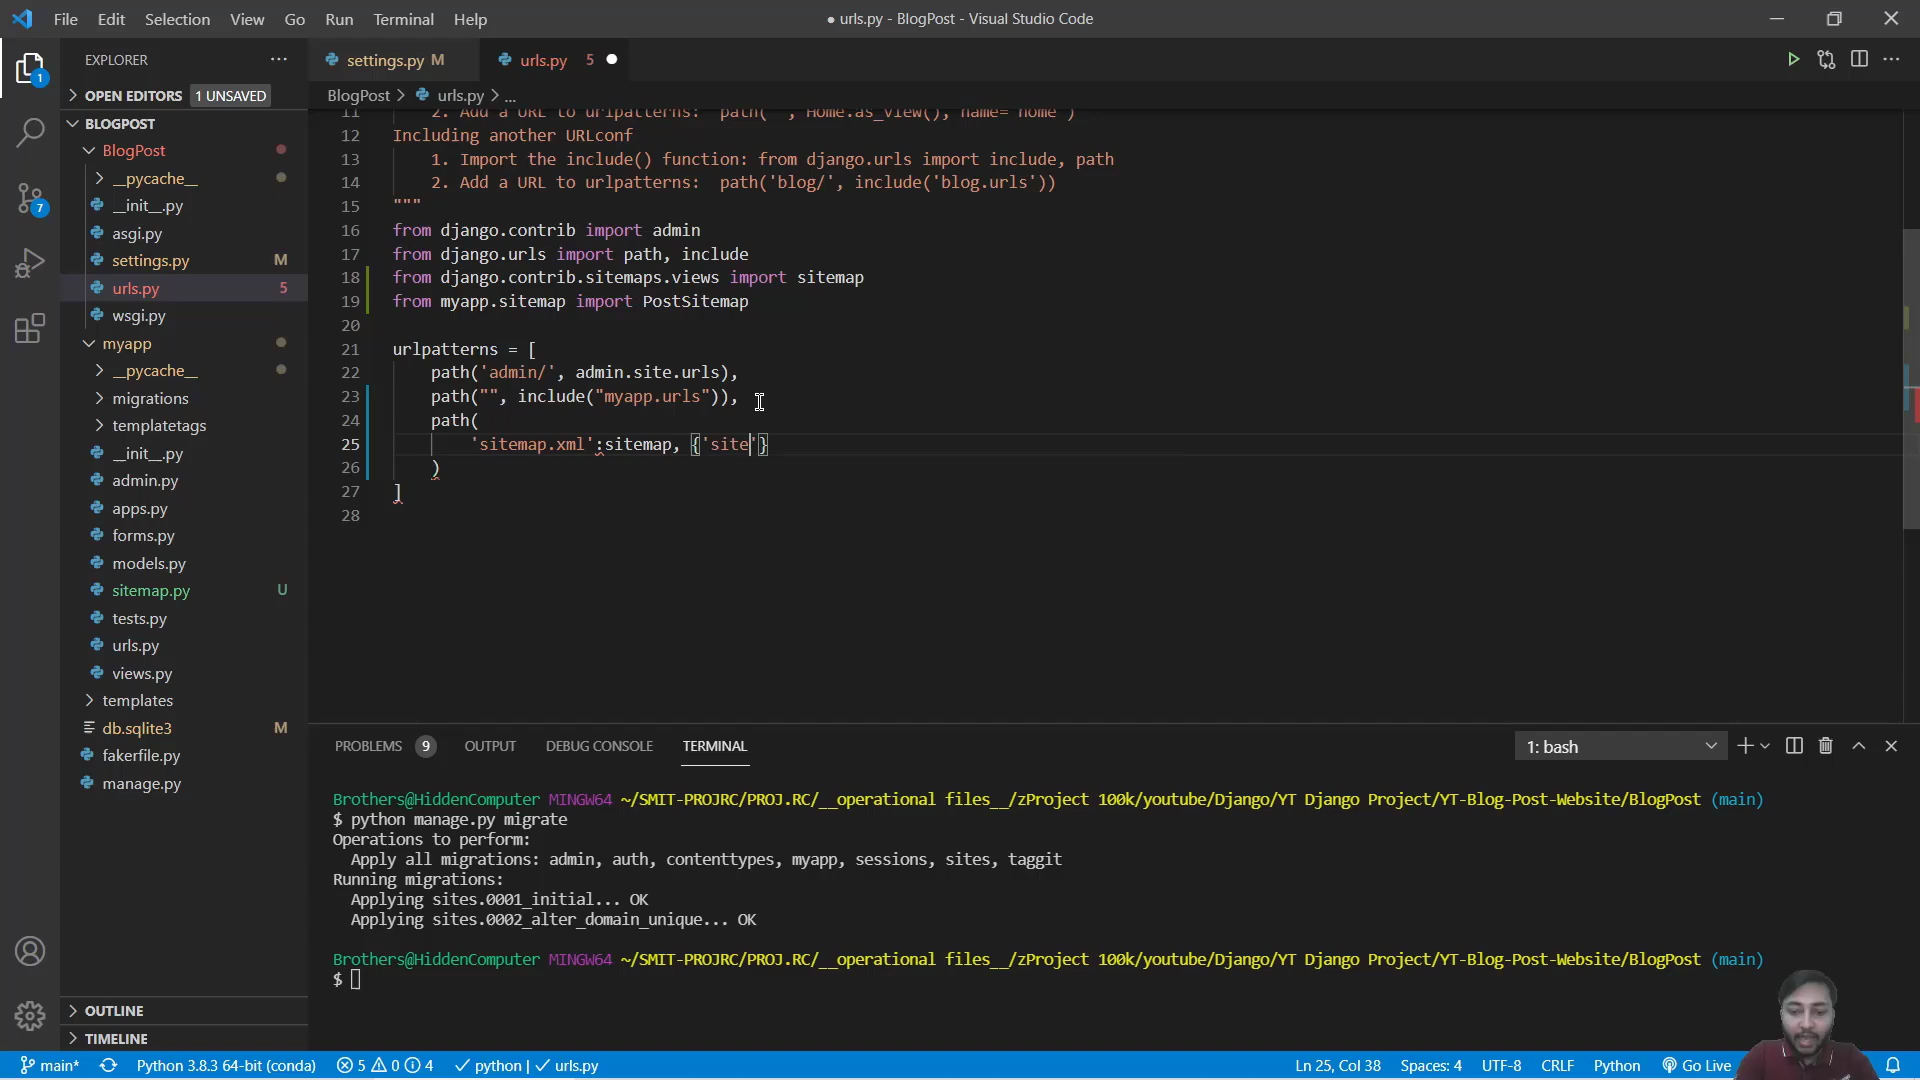 File Edit Selection View Go Run Terminal Help
● urls.py - BlogPost - Visual Studio Code
EXPLORER
settings.py M
urls.py 5
OPEN EDITORS 1 UNSAVED
BlogPost > urls.py > ...
BLOGPOST
BlogPost
__pycache__
__init__.py
asgi.py
settings.py M
urls.py 5
wsgi.py
myapp
__pycache__
migrations
templatetags
__init__.py
admin.py
apps.py
forms.py
models.py
sitemap.py U
tests.py
urls.py
views.py
templates
db.sqlite3 M
fakerfile.py
manage.py
OUTLINE
TIMELINE
1
7
11 2. Add a URL to urlpatterns: path('', Home.as_view(), name='home')
12 Including another URLconf
13 1. Import the include() function: from django.urls import include, path
14 2. Add a URL to urlpatterns: path('blog/', include('blog.urls'))
15 """
16 from django.contrib import admin
17 from django.urls import path, include
18 from django.contrib.sitemaps.views import sitemap
19 from myapp.sitemap import PostSitemap
20
21 urlpatterns = [
22 path('admin/', admin.site.urls),
23 path("", include("myapp.urls")),
24 path(
25 'sitemap.xml':sitemap, {'site'}
26 )
27 ]
28
PROBLEMS 9 OUTPUT DEBUG CONSOLE TERMINAL
1: bash
Brothers@HiddenComputer MINGW64 ~/SMIT-PROJRC/PROJ.RC/__operational files__/zProject 100k/youtube/Django/YT Django Project/YT-Blog-Post-Website/BlogPost (main)
$ python manage.py migrate
Operations to perform:
Apply all migrations: admin, auth, contenttypes, myapp, sessions, sites, taggit
Running migrations:
Applying sites.0001_initial... OK
Applying sites.0002_alter_domain_unique... OK
Brothers@HiddenComputer MINGW64 ~/SMIT-PROJRC/PROJ.RC/__operational files__/zProject 100k/youtube/Django/YT Django Project/YT-Blog-Post-Website/BlogPost (main)
$
main* Python 3.8.3 64-bit (conda) 5 0 4 python | urls.py
Ln 25, Col 38 Spaces: 4 UTF-8 CRLF Python Go Live